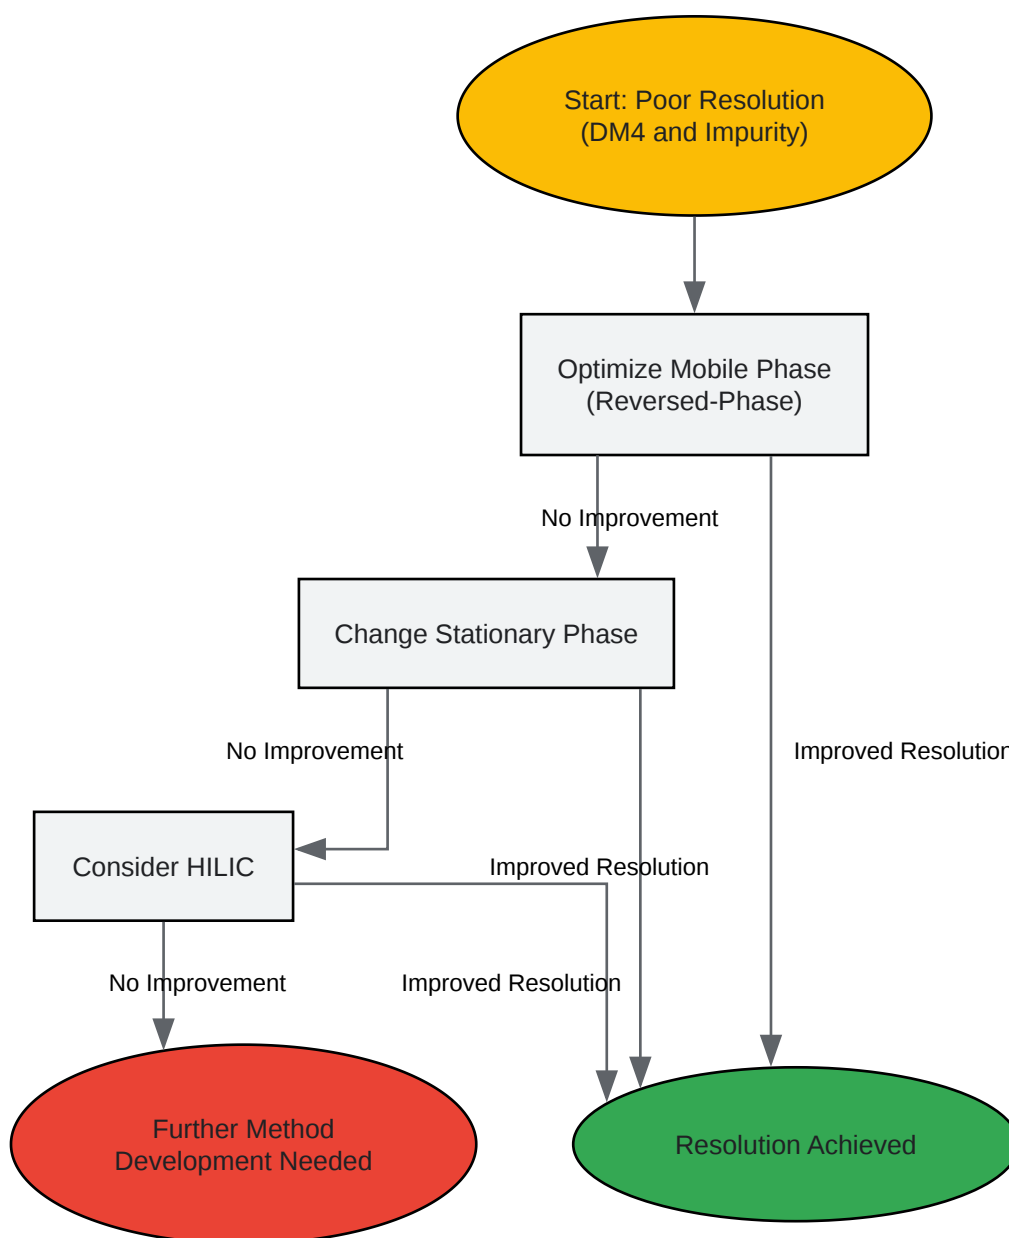 Start: Poor Resolution
(DM4 and Impurity)
Optimize Mobile Phase
(Reversed-Phase)
No Improvement
Change Stationary Phase
No Improvement
Improved Resolution
Consider HILIC
Improved Resolution
No Improvement
Improved Resolution
Further Method
Development Needed
Resolution Achieved